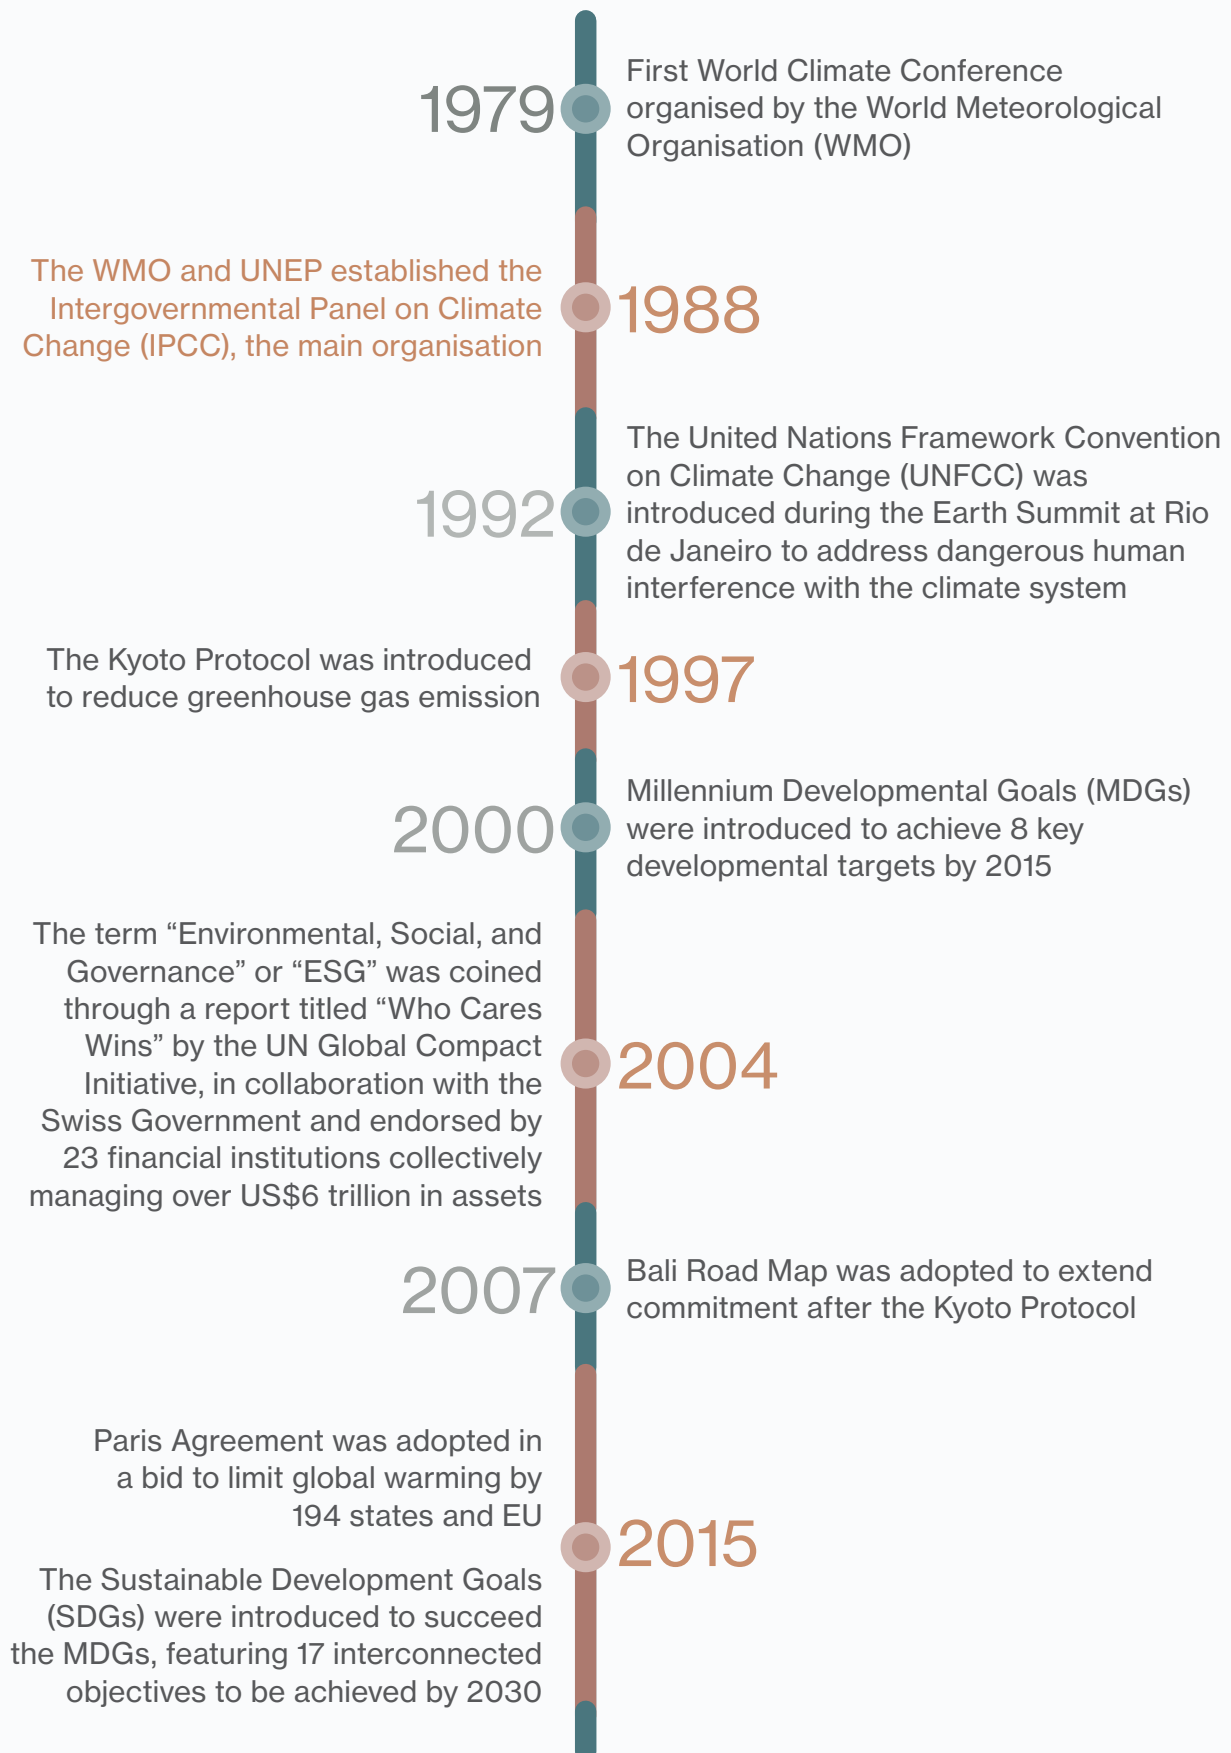 1979
First World Climate Conference
organised by the World Meteorological
Organisation (WMO)
The WMO and UNEP established the
Intergovernmental Panel on Climate
Change (IPCC), the main organisation
1988
1992
The United Nations Framework Convention
on Climate Change (UNFCC) was
introduced during the Earth Summit at Rio
de Janeiro to address dangerous human
interference with the climate system
The Kyoto Protocol was introduced
to reduce greenhouse gas emission
1997
2000
Millennium Developmental Goals (MDGs)
were introduced to achieve 8 key
developmental targets by 2015
The term “Environmental, Social, and
Governance” or “ESG” was coined
through a report titled “Who Cares
Wins” by the UN Global Compact
Initiative, in collaboration with the
Swiss Government and endorsed by
23 financial institutions collectively
managing over US$6 trillion in assets
2004
2007
Bali Road Map was adopted to extend
commitment after the Kyoto Protocol
Paris Agreement was adopted in
a bid to limit global warming by
194 states and EU
2015
The Sustainable Development Goals
(SDGs) were introduced to succeed
the MDGs, featuring 17 interconnected
objectives to be achieved by 2030